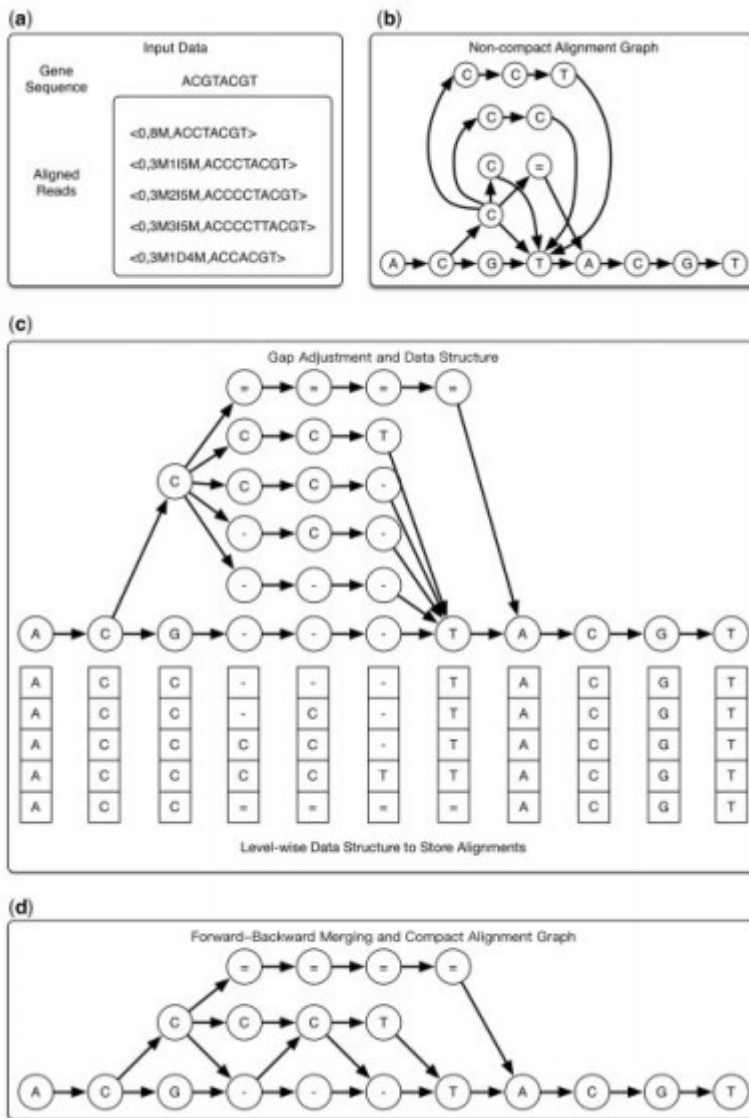 (a)
Input Data
Gene Sequence
ACGTACGT
Aligned Reads
<0,8M,ACCTACGT>
<0,3M1I5M,ACCCTACGT>
<0,3M2I5M,ACCCCTACGT>
<0,3M3I5M,ACCCCTTACGT>
<0,3M1D4M,ACCACGT>
(b)
Non-compact Alignment Graph
C C T
C C
C =
C
A C G T A C G T
(c)
Gap Adjustment and Data Structure
= = = =
C C T
C
C C -
- C -
- - -
A C G - - - T A C G T
A C C - - - T A C G T
A C C - C - T A C G T
A C C C C - T A C G T
A C C C C T T A C G T
A C C = = = = A C G T
Level-wise Data Structure to Store Alignments
(d)
Forward–Backward Merging and Compact Alignment Graph
= = = =
C C C T
A C G - - - T A C G T